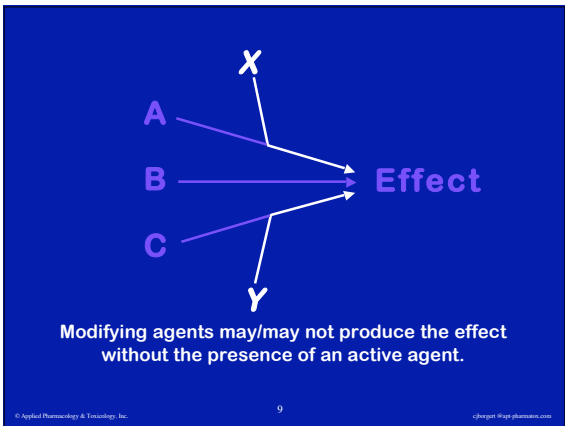 X
A
B
Effect
C
Y
Modifying agents may/may not produce the effect
without the presence of an active agent.
© Applied Pharmacology & Toxicology, Inc.
9
cjborgert @apt-pharmatox.com